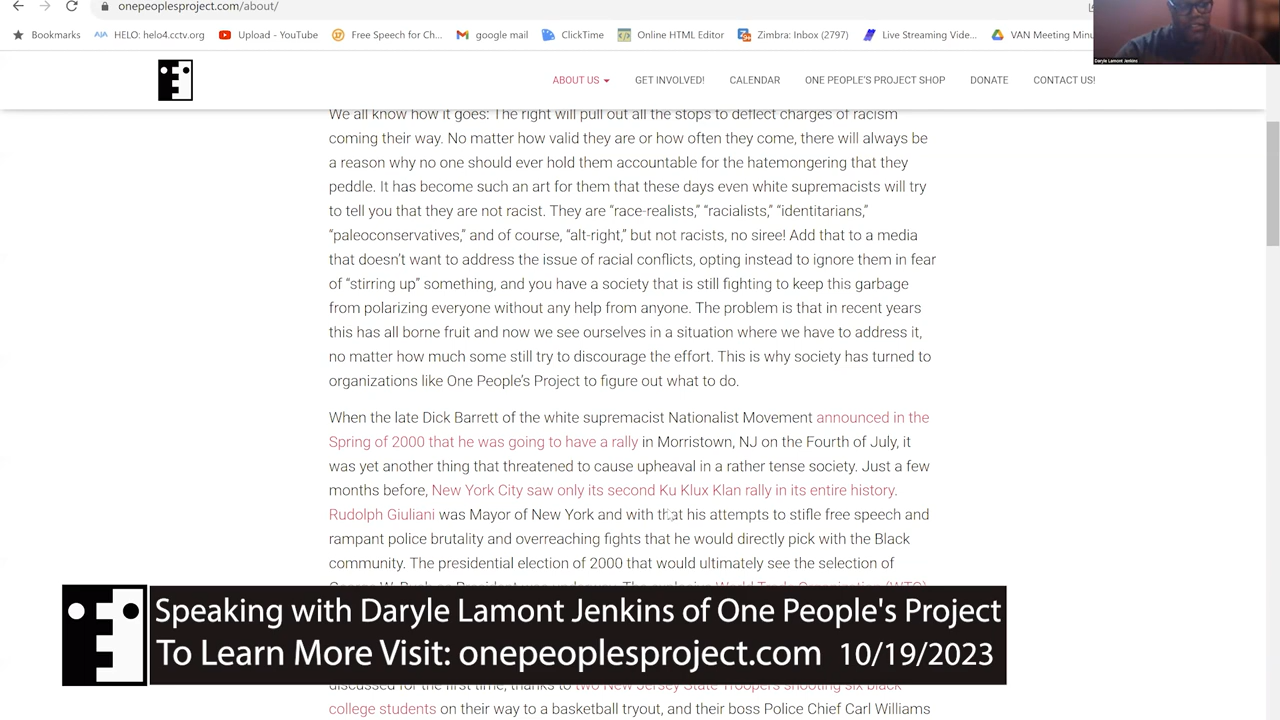 onepeoplesproject.com/about/
Bookmarks HELO: helo4.cctv.org Upload - YouTube Free Speech for Ch... google mail ClickTime Online HTML Editor Zimbra: Inbox (2797) Live Streaming Vide... VAN Meeting Minu
Daryle Lamont Jenkins
ABOUT US GET INVOLVED! CALENDAR ONE PEOPLE'S PROJECT SHOP DONATE CONTACT US!
We all know how it goes: The right will pull out all the stops to deflect charges of racism
coming their way. No matter how valid they are or how often they come, there will always be
a reason why no one should ever hold them accountable for the hatemongering that they
peddle. It has become such an art for them that these days even white supremacists will try
to tell you that they are not racist. They are “race-realists,” “racialists,” “identitarians,”
“paleoconservatives,” and of course, “alt-right,” but not racists, no siree! Add that to a media
that doesn’t want to address the issue of racial conflicts, opting instead to ignore them in fear
of “stirring up” something, and you have a society that is still fighting to keep this garbage
from polarizing everyone without any help from anyone. The problem is that in recent years
this has all borne fruit and now we see ourselves in a situation where we have to address it,
no matter how much some still try to discourage the effort. This is why society has turned to
organizations like One People’s Project to figure out what to do.
When the late Dick Barrett of the white supremacist Nationalist Movement announced in the
Spring of 2000 that he was going to have a rally in Morristown, NJ on the Fourth of July, it
was yet another thing that threatened to cause upheaval in a rather tense society. Just a few
months before, New York City saw only its second Ku Klux Klan rally in its entire history.
Rudolph Giuliani was Mayor of New York and with that his attempts to stifle free speech and
rampant police brutality and overreaching fights that he would directly pick with the Black
community. The presidential election of 2000 that would ultimately see the selection of
Speaking with Daryle Lamont Jenkins of One People's Project
To Learn More Visit: onepeoplesproject.com 10/19/2023
discussed for the first time, thanks to two New Jersey State Troopers shooting six black
college students on their way to a basketball tryout, and their boss Police Chief Carl Williams